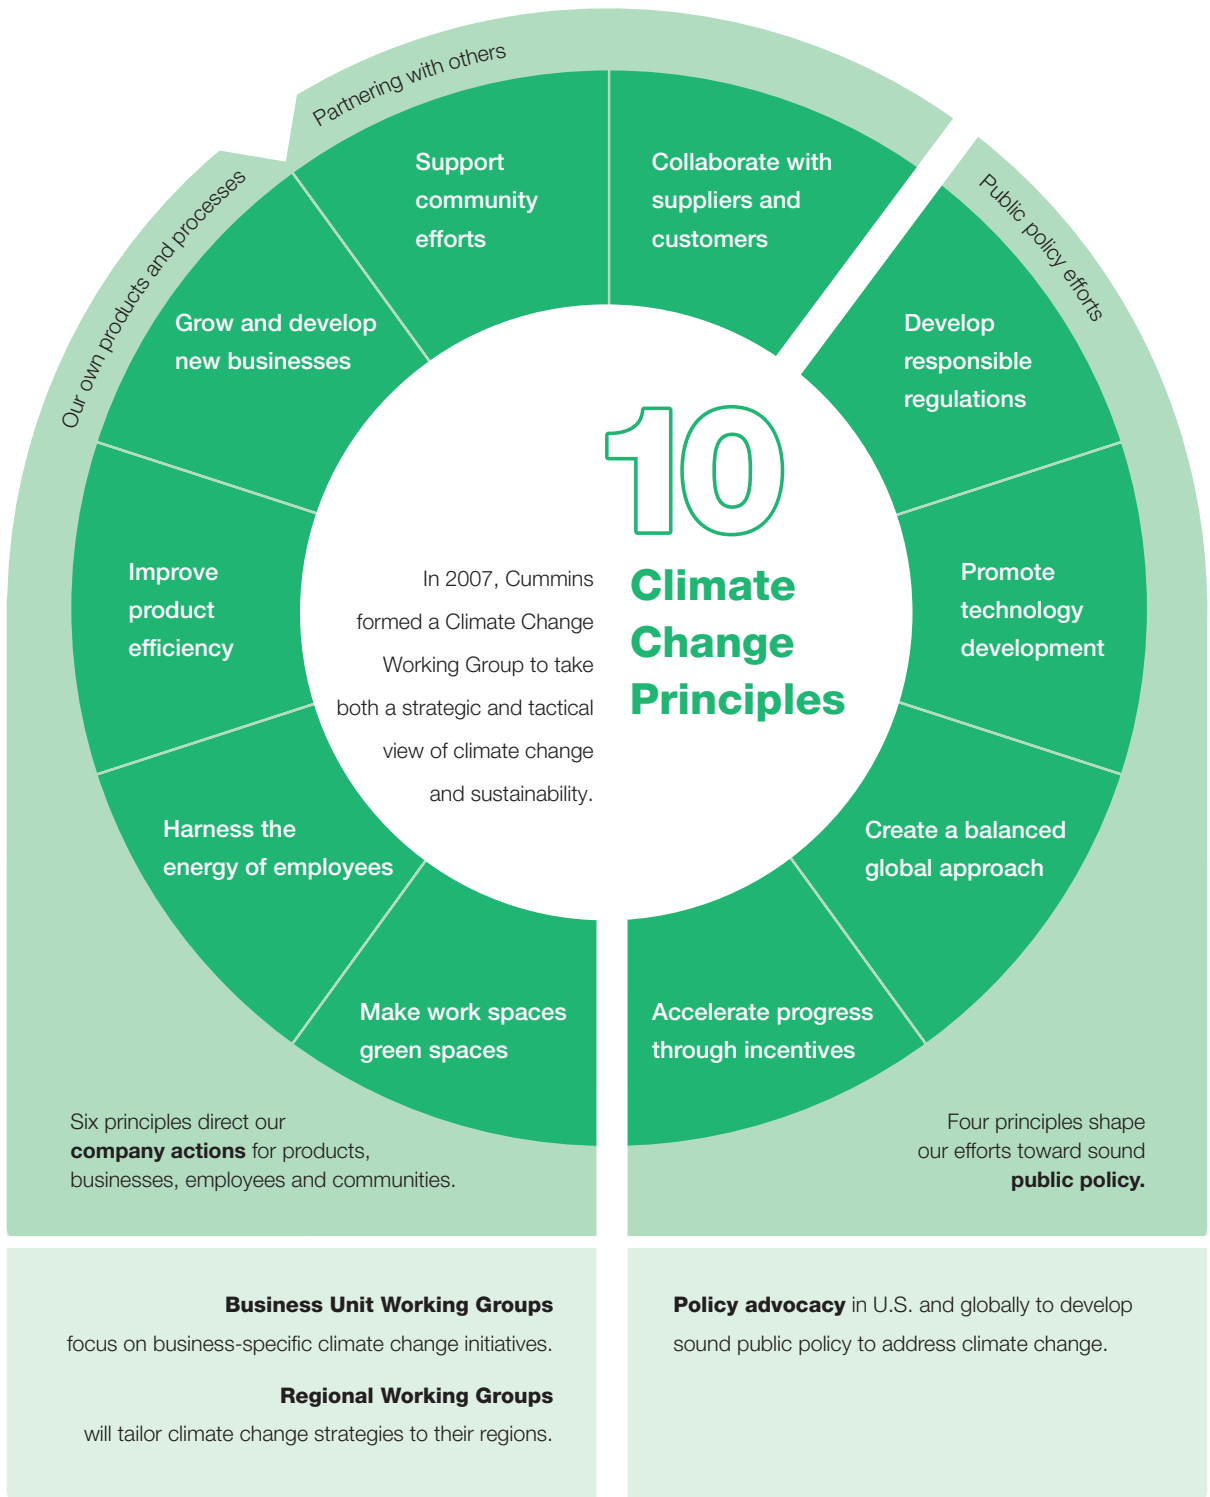 Partnering with others
Our own products and processes
Public policy efforts
Support
community
efforts
Collaborate with
suppliers and
customers
Grow and develop
new businesses
Develop
responsible
regulations
Improve
product
efficiency
Promote
technology
development
Harness the
energy of employees
Create a balanced
global approach
Make work spaces
green spaces
Accelerate progress
through incentives
10
Climate
Change
Principles
In 2007, Cummins
formed a Climate Change
Working Group to take
both a strategic and tactical
view of climate change
and sustainability.
Six principles direct our
company actions for products,
businesses, employees and communities.
Four principles shape
our efforts toward sound
public policy.
Business Unit Working Groups
focus on business-specific climate change initiatives.
Regional Working Groups
will tailor climate change strategies to their regions.
Policy advocacy in U.S. and globally to develop
sound public policy to address climate change.